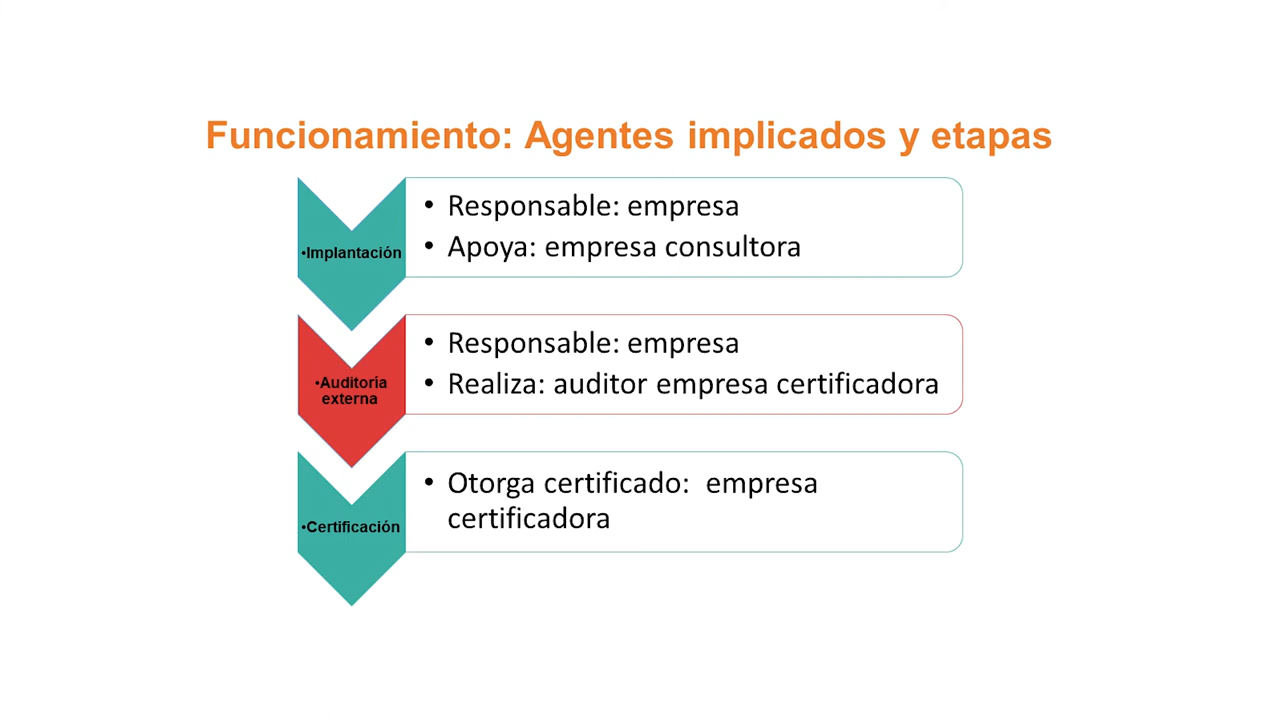 Funcionamiento: Agentes implicados y etapas
•Implantación
• Responsable: empresa
• Apoya: empresa consultora
•Auditoría
externa
• Responsable: empresa
• Realiza: auditor empresa certificadora
•Certificación
• Otorga certificado:  empresa
certificadora